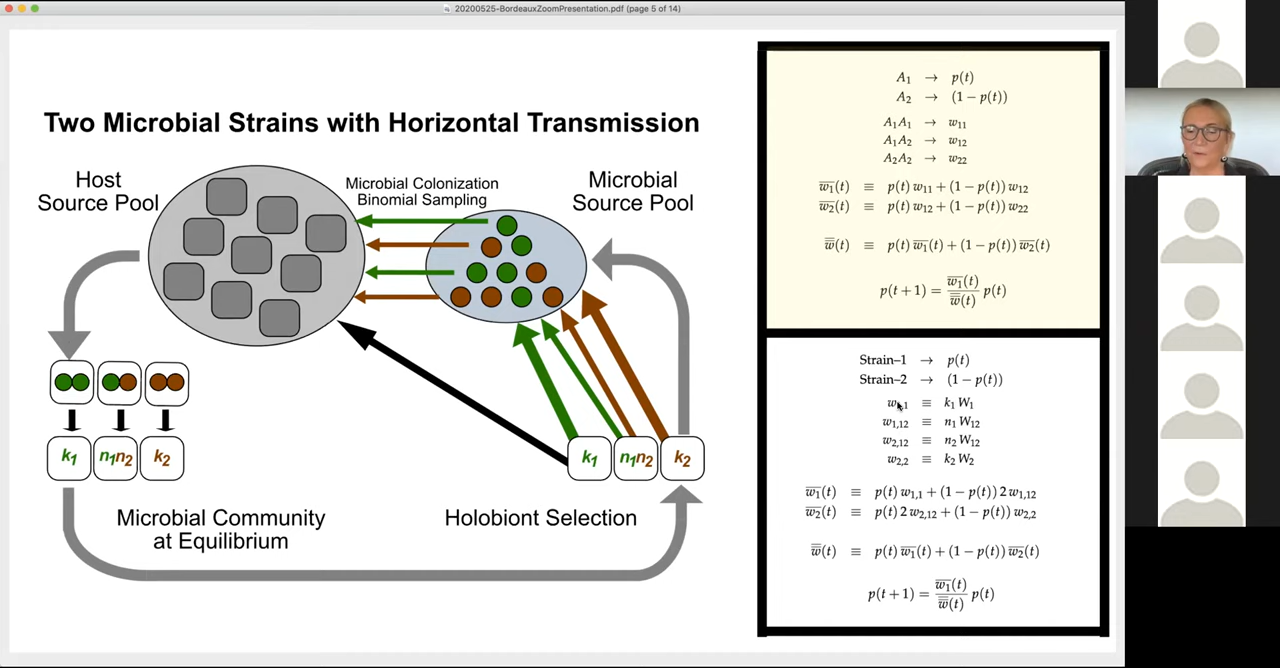 20200525-BordeauxZoomPresentation.pdf (page 5 of 14)
Two Microbial Strains with Horizontal Transmission
Host
Source Pool
Microbial Colonization
Binomial Sampling
Microbial
Source Pool
k₁
n₁n₂
k₂
k₁
n₁n₂
k₂
Microbial Community
at Equilibrium
Holobiont Selection
A₁ → p(t)
A₂ → (1 − p(t))
A₁A₁ → w₁₁
A₁A₂ → w₁₂
A₂A₂ → w₂₂
w̅₁(t) ≡ p(t) w₁₁ + (1 − p(t)) w₁₂
w̅₂(t) ≡ p(t) w₁₂ + (1 − p(t)) w₂₂
w̿(t) ≡ p(t) w̅₁(t) + (1 − p(t)) w̅₂(t)
p(t + 1) = w̅₁(t) / w̿(t) p(t)
Strain–1 → p(t)
Strain–2 → (1 − p(t))
w₁,₁ ≡ k₁ W₁
w₁,₁₂ ≡ n₁ W₁₂
w₂,₁₂ ≡ n₂ W₁₂
w₂,₂ ≡ k₂ W₂
w̅₁(t) ≡ p(t) w₁,₁ + (1 − p(t)) 2 w₁,₁₂
w̅₂(t) ≡ p(t) 2 w₂,₁₂ + (1 − p(t)) w₂,₂
w̿(t) ≡ p(t) w̅₁(t) + (1 − p(t)) w̅₂(t)
p(t + 1) = w̅₁(t) / w̿(t) p(t)